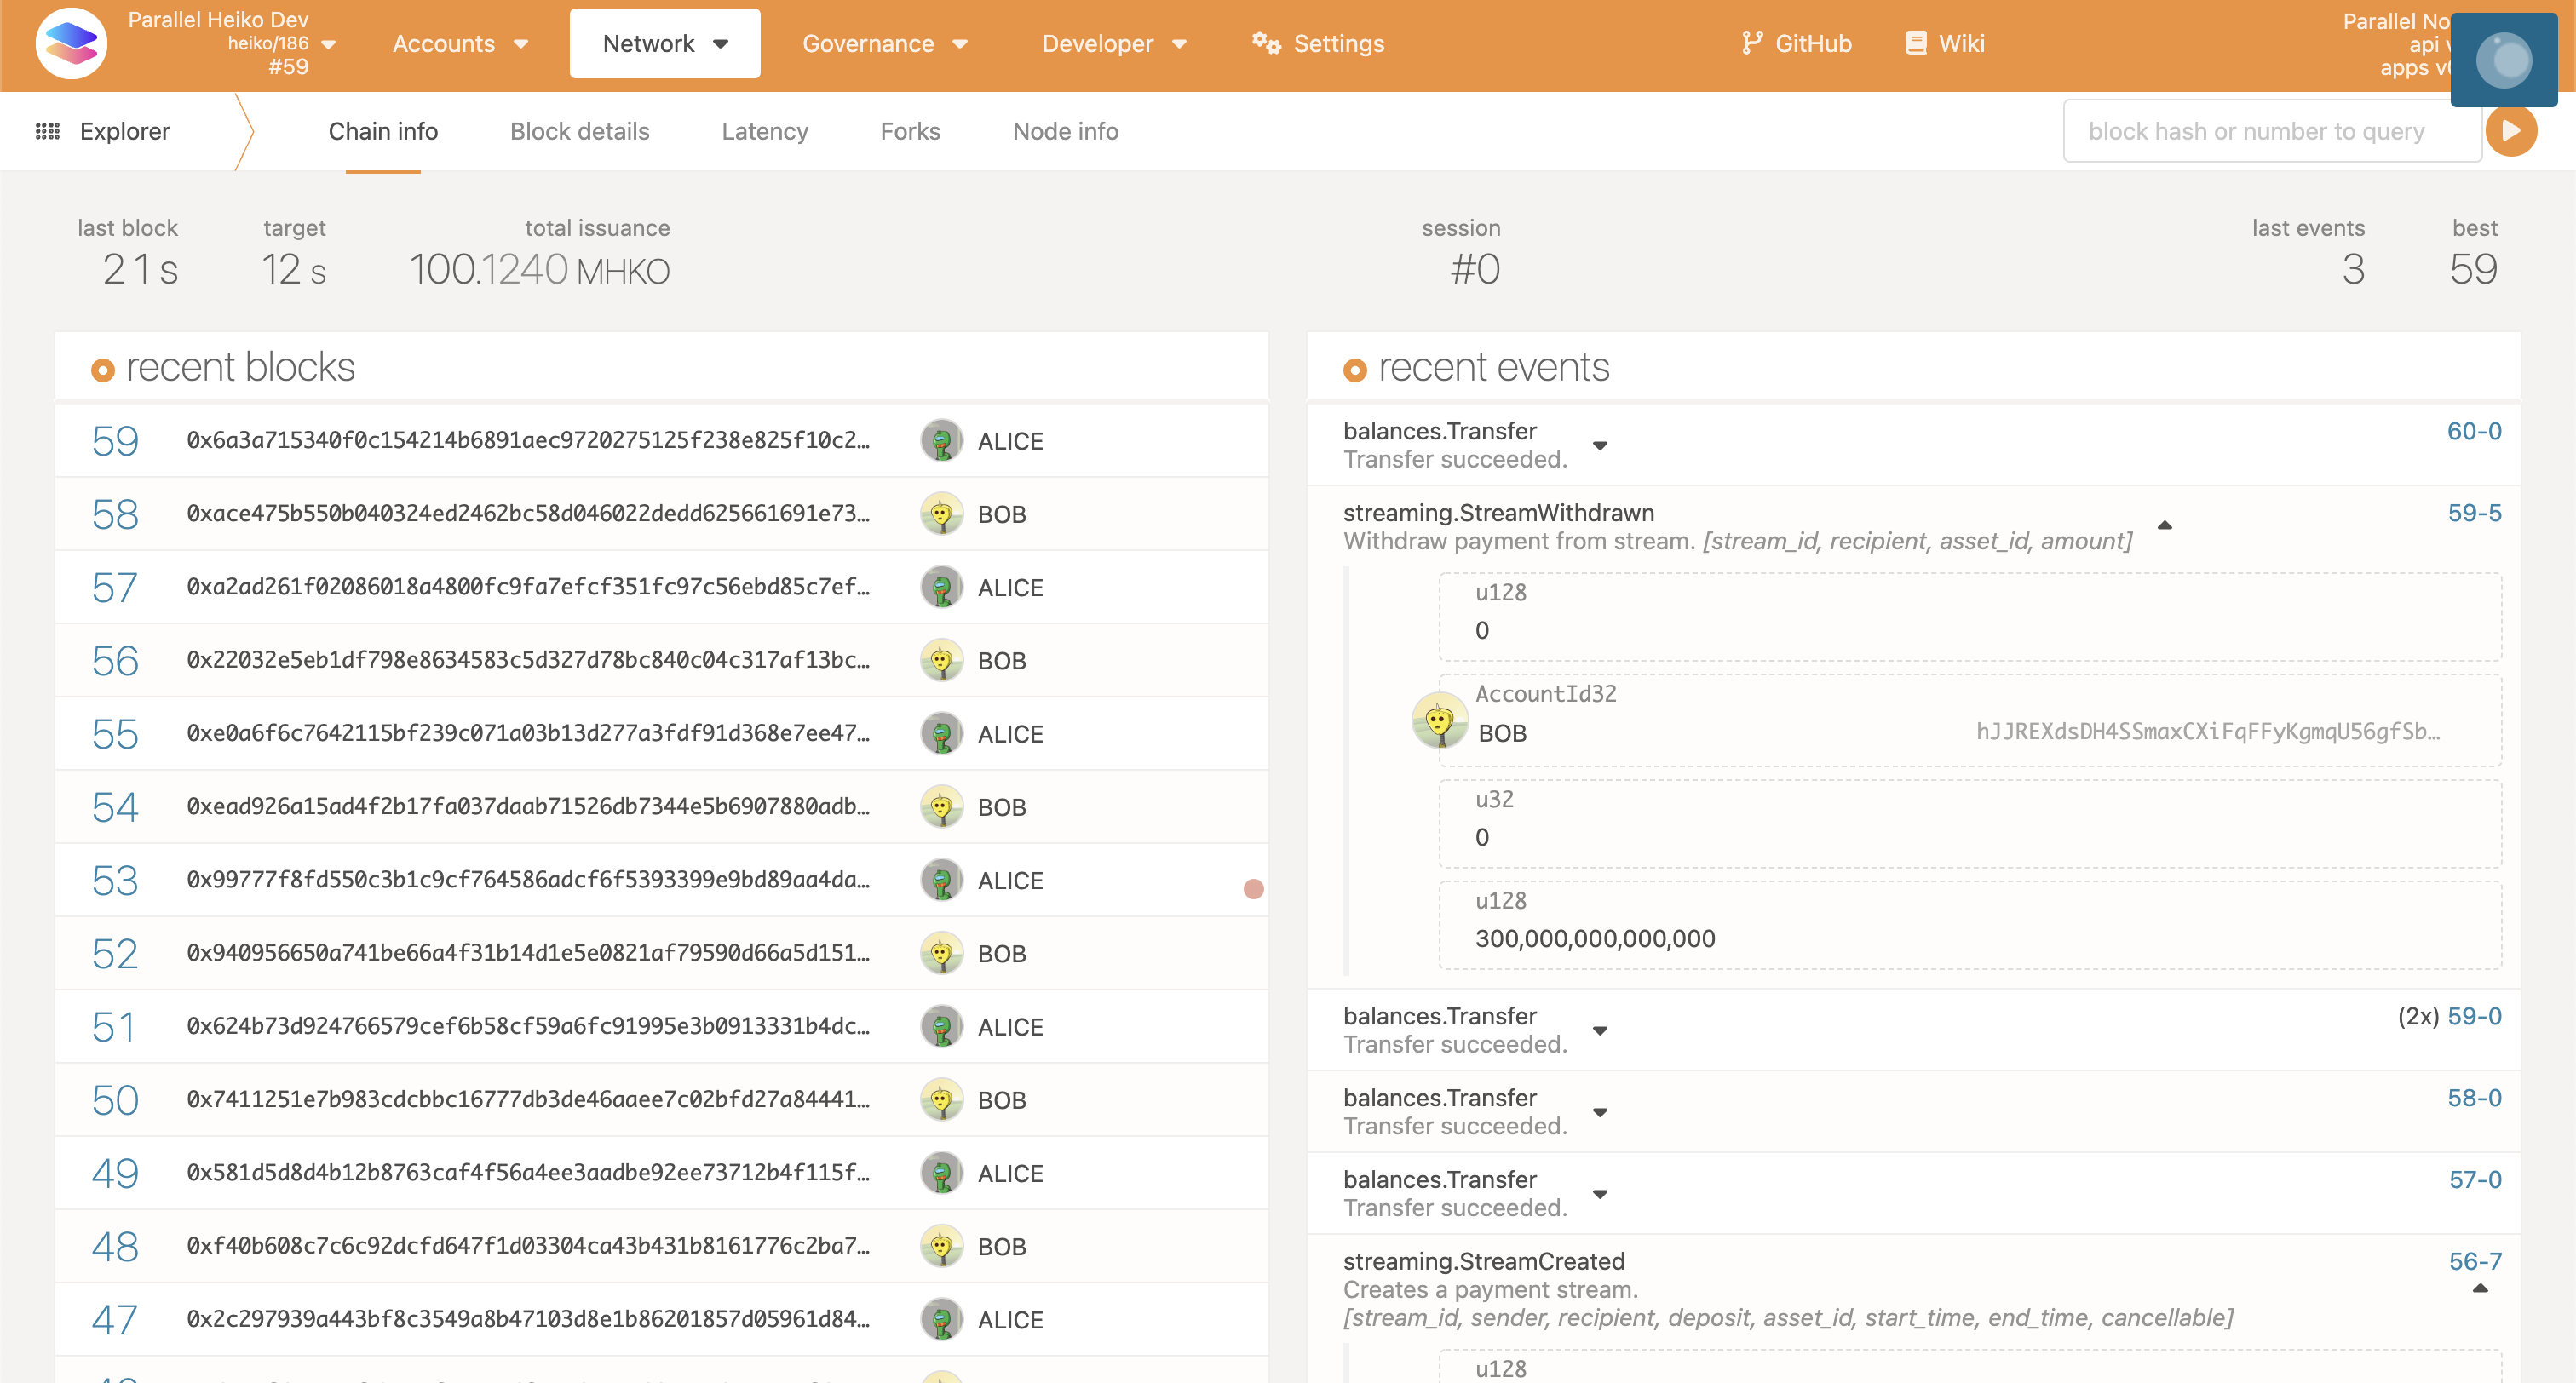 Parallel Heiko Dev
heiko/186
#59
Accounts
Network
Governance
Developer
Settings
GitHub
Wiki
Parallel
api
apps
Explorer
Chain info
Block details
Latency
Forks
Node info
block hash or number to query
last block
21 s
target
12 s
total issuance
100.1240 MHKO
session
#0
last events
3
best
59
recent blocks
59 0x6a3a715340f0c154214b6891aec9720275125f238e825f10c2… ALICE
58 0xace475b550b040324ed2462bc58d046022dedd625661691e73… BOB
57 0xa2ad261f02086018a4800fc9fa7efcf351fc97c56ebd85c7ef… ALICE
56 0x22032e5eb1df798e8634583c5d327d78bc840c04c317af13bc… BOB
55 0xe0a6f6c7642115bf239c071a03b13d277a3fdf91d368e7ee47… ALICE
54 0xead926a15ad4f2b17fa037daab71526db7344e5b6907880adb… BOB
53 0x99777f8fd550c3b1c9cf764586adcf6f5393399e9bd89aa4da… ALICE
52 0x940956650a741be66a4f31b14d1e5e0821af79590d66a5d151… BOB
51 0x624b73d924766579cef6b58cf59a6fc91995e3b0913331b4dc… ALICE
50 0x7411251e7b983cdcbbc16777db3de46aaee7c02bfd27a84441… BOB
49 0x581d5d8d4b12b8763caf4f56a4ee3aadbe92ee73712b4f115f… ALICE
48 0xf40b608c7c6c92dcfd647f1d03304ca43b431b8161776c2ba7… BOB
47 0x2c297939a443bf8c3549a8b47103d8e1b86201857d05961d84… ALICE
recent events
balances.Transfer 60-0
Transfer succeeded.
streaming.StreamWithdrawn 59-5
Withdraw payment from stream. [stream_id, recipient, asset_id, amount]
u128
0
AccountId32
BOB hJJREXdsDH4SSmaxCXiFqFFyKgmqU56gfSb…
u32
0
u128
300,000,000,000,000
balances.Transfer (2x) 59-0
Transfer succeeded.
balances.Transfer 58-0
Transfer succeeded.
balances.Transfer 57-0
Transfer succeeded.
streaming.StreamCreated 56-7
Creates a payment stream.
[stream_id, sender, recipient, deposit, asset_id, start_time, end_time, cancellable]
u128